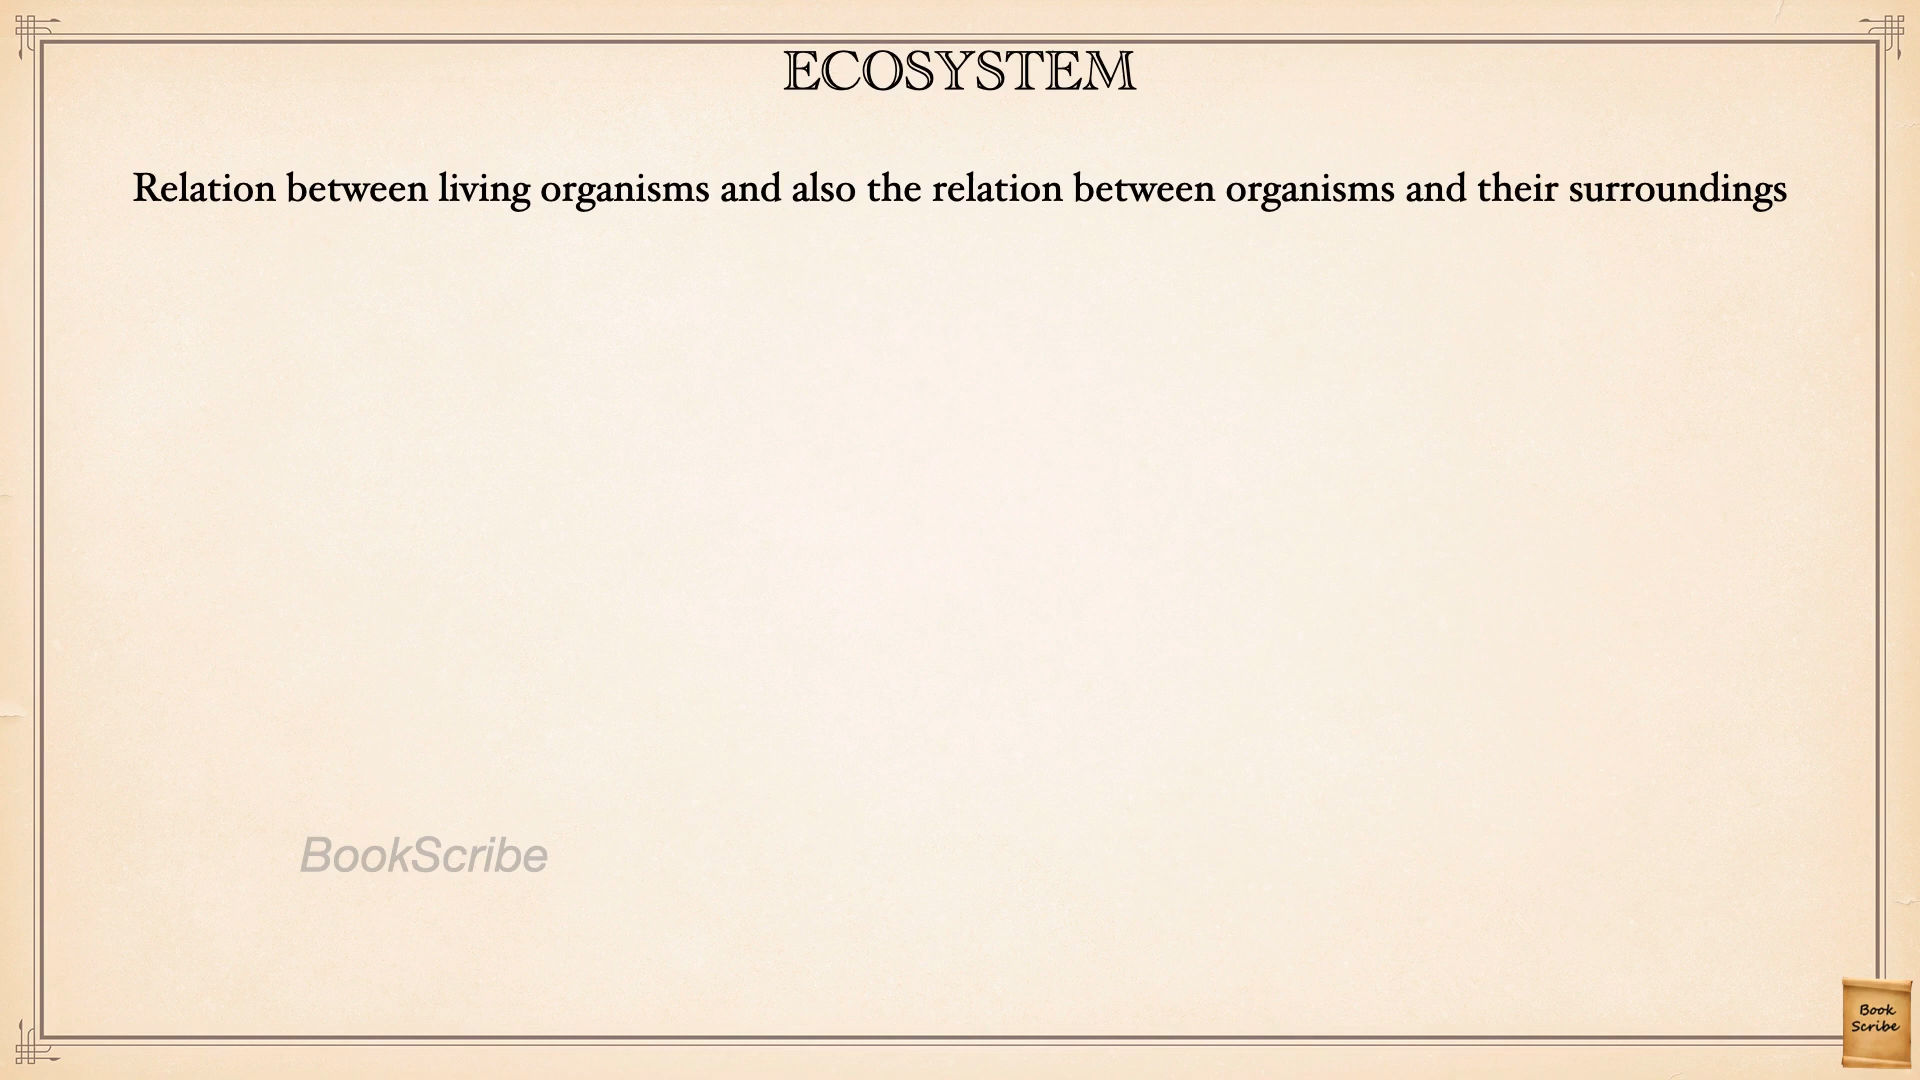 ECOSYSTEM
Relation between living organisms and also the relation between organisms and their surroundings
BookScribe
Book
Scribe